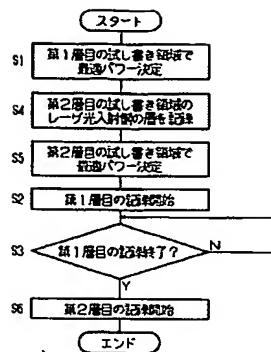 スタート
S1 第1層目の試し書き領域で
最適パワー決定
S4 第2層目の試し書き領域の
レーザ光入射側の層を記録
S5 第2層目の試し書き領域で
最適パワー決定
S2 第1層目の記録開始
S3 第1層目の記録終了?
N
Y
S6 第2層目の記録開始
エンド